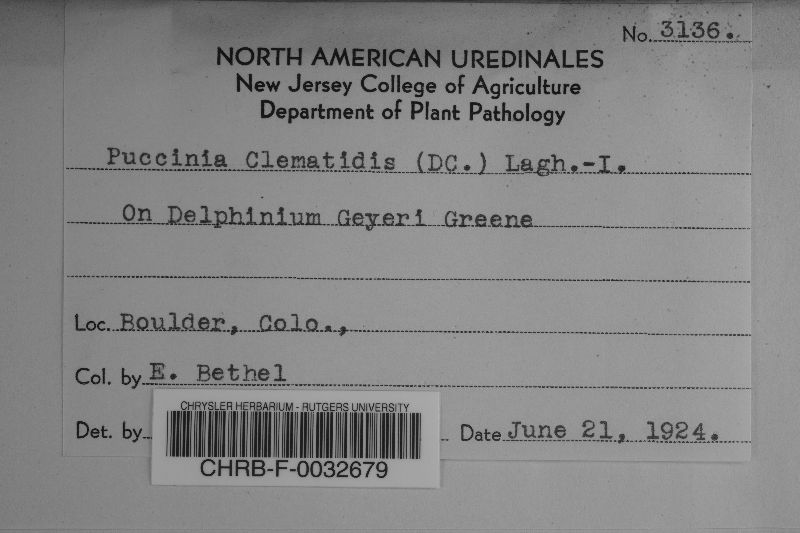 No. 3136.
NORTH AMERICAN UREDINALES
New Jersey College of Agriculture
Department of Plant Pathology
Puccinia Clematidis (DC.) Lagh.-I.
On Delphinium Geyeri Greene
Loc. Boulder, Colo.,
Col. by E. Bethel
Det. by
Date June 21, 1924.
CHRYSLER HERBARIUM - RUTGERS UNIVERSITY
CHRB-F-0032679